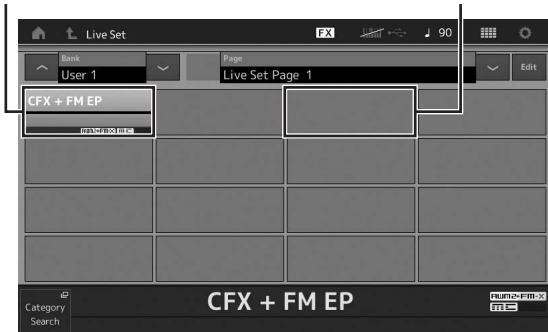 Live Set
FX
♩ 90
Bank
User 1
Page
Live Set Page 1
Edit
CFX + FM EP
AWM2+FM-X MC
CFX + FM EP
AWM2+FM-X
MC
Category
Search